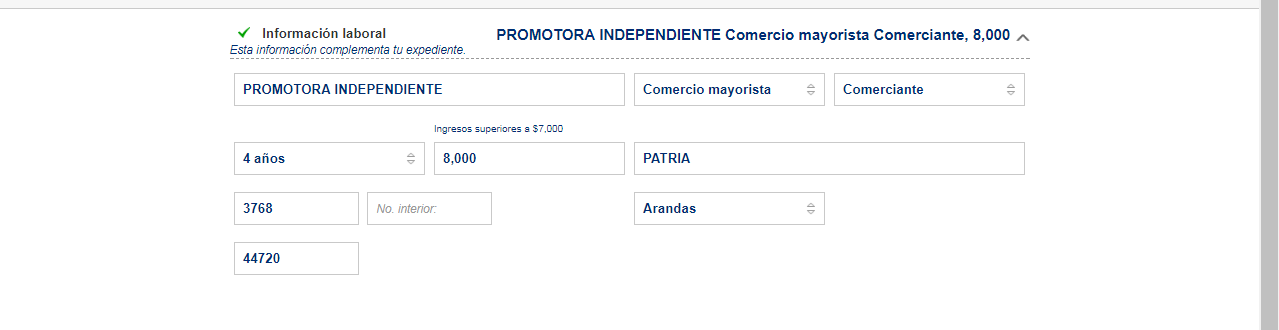 Información laboral
PROMOTORA INDEPENDIENTE Comercio mayorista Comerciante, 8,000
Esta información complementa tu expediente.
PROMOTORA INDEPENDIENTE
Comercio mayorista
Comerciante
Ingresos superiores a $7,000
4 años
8,000
PATRIA
3768
No. interior:
Arandas
44720